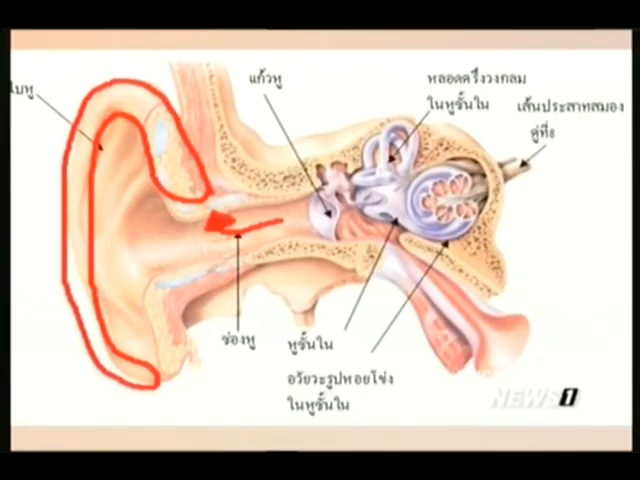 ใบหู
แก้วหู
หลอดครึ่งวงกลม
ในหูชั้นใน
เส้นประสาทสมอง
คู่ที่๘
ช่องหู
หูชั้นใน
อวัยวะรูปหอยโข่ง
ในหูชั้นใน
NEWS1